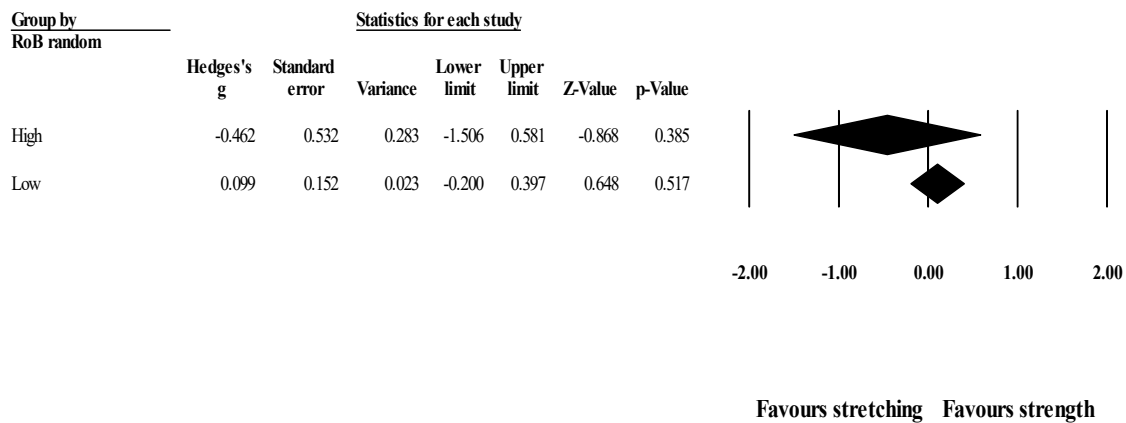 Group by Statistics for each study
RoB random
Hedges's Standard Lower Upper
g error Variance limit limit Z-Value p-Value
High -0.462 0.532 0.283 -1.506 0.581 -0.868 0.385
Low 0.099 0.152 0.023 -0.200 0.397 0.648 0.517
-2.00 -1.00 0.00 1.00 2.00
Favours stretching Favours strength